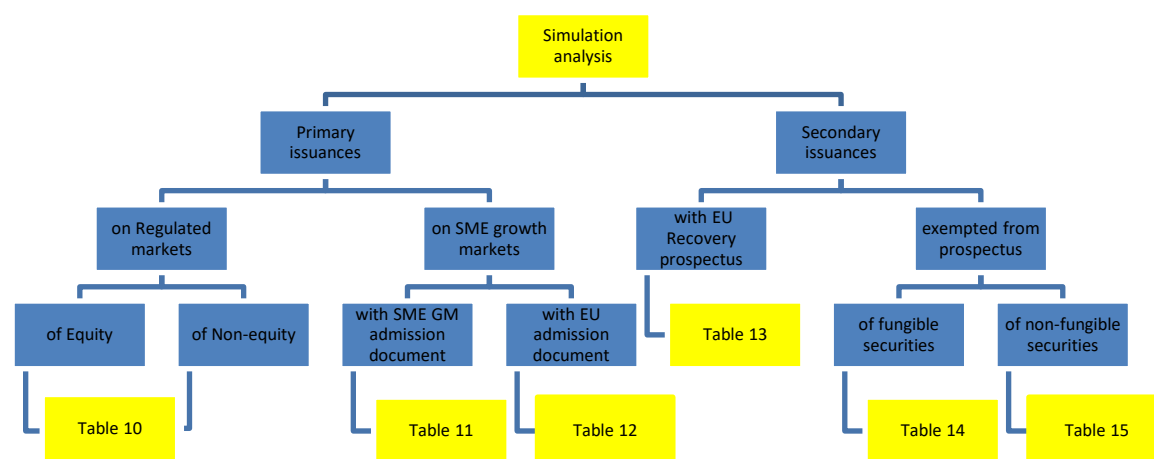 Simulation
analysis
Primary
issuances
Secondary
issuances
on Regulated
markets
on SME growth
markets
with EU
Recovery
prospectus
exempted from
prospectus
of Equity
of Non-equity
with SME GM
admission
document
with EU
admission
document
Table 13
of fungible
securities
of non-fungible
securities
Table 10
Table 11
Table 12
Table 14
Table 15